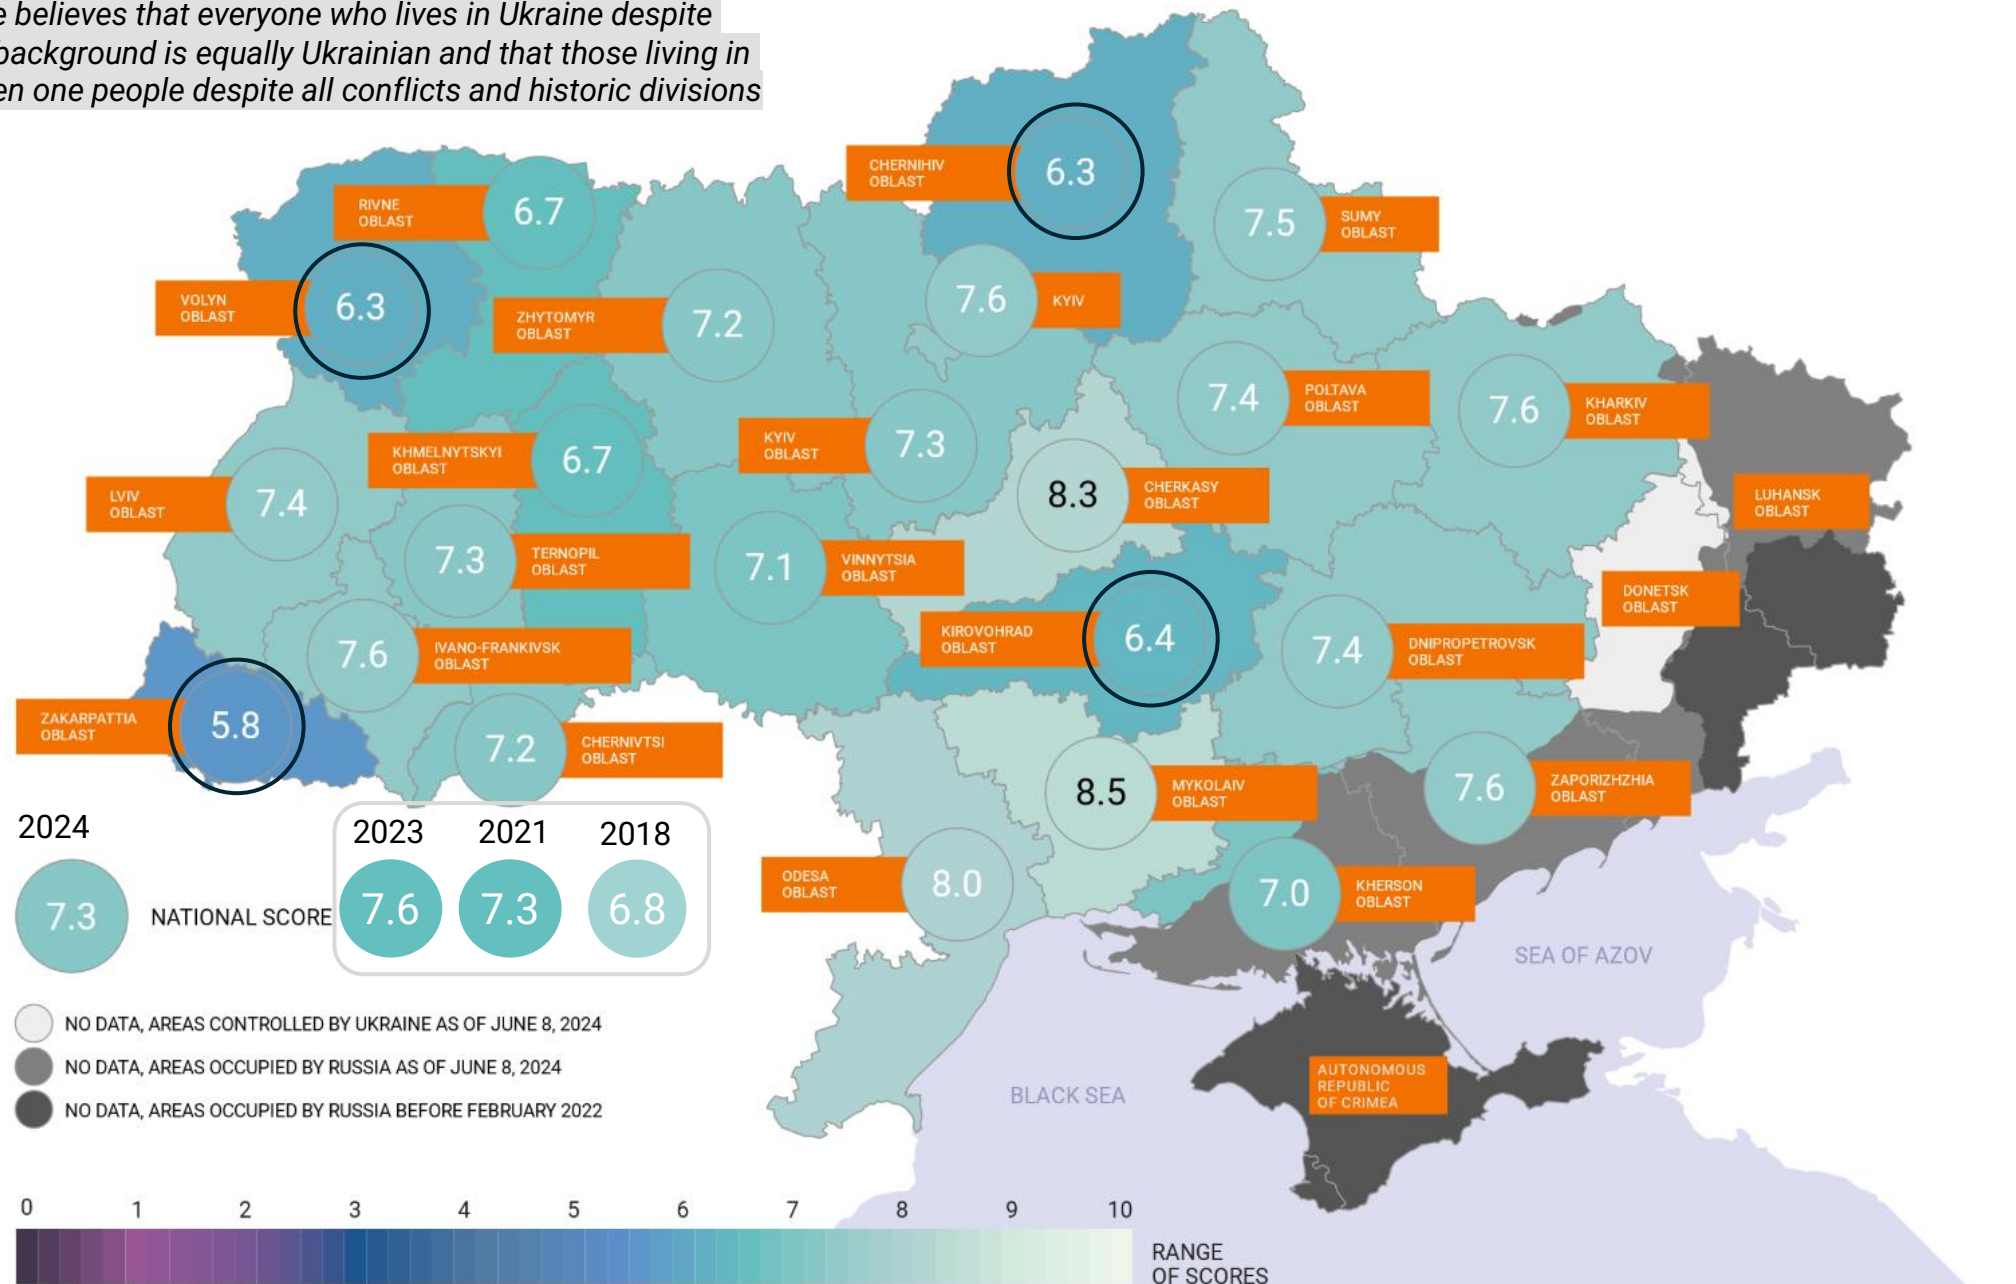 e believes that everyone who lives in Ukraine despite
background is equally Ukrainian and that those living in
en one people despite all conflicts and historic divisions
CHERNIHIV
OBLAST
6.3
RIVNE
OBLAST
6.7
7.5
SUMY
OBLAST
VOLYN
OBLAST
6.3
ZHYTOMYR
OBLAST
7.2
7.6
KYIV
7.4
POLTAVA
OBLAST
7.6
KHARKIV
OBLAST
KHMELNYTSKYI
OBLAST
6.7
KYIV
OBLAST
7.3
LVIV
OBLAST
7.4
8.3
CHERKASY
OBLAST
LUHANSK
OBLAST
7.3
TERNOPIL
OBLAST
7.1
VINNYTSIA
OBLAST
DONETSK
OBLAST
7.6
IVANO-FRANKIVSK
OBLAST
KIROVOHRAD
OBLAST
6.4
7.4
DNIPROPETROVSK
OBLAST
ZAKARPATTIA
OBLAST
5.8
7.2
CHERNIVTSI
OBLAST
8.5
MYKOLAIV
OBLAST
7.6
ZAPORIZHZHIA
OBLAST
ODESA
OBLAST
8.0
7.0
KHERSON
OBLAST
2024
2023 2021 2018
7.3 NATIONAL SCORE 7.6 7.3 6.8
SEA OF AZOV
NO DATA, AREAS CONTROLLED BY UKRAINE AS OF JUNE 8, 2024
NO DATA, AREAS OCCUPIED BY RUSSIA AS OF JUNE 8, 2024
NO DATA, AREAS OCCUPIED BY RUSSIA BEFORE FEBRUARY 2022
BLACK SEA
AUTONOMOUS
REPUBLIC
OF CRIMEA
0 1 2 3 4 5 6 7 8 9 10
RANGE
OF SCORES